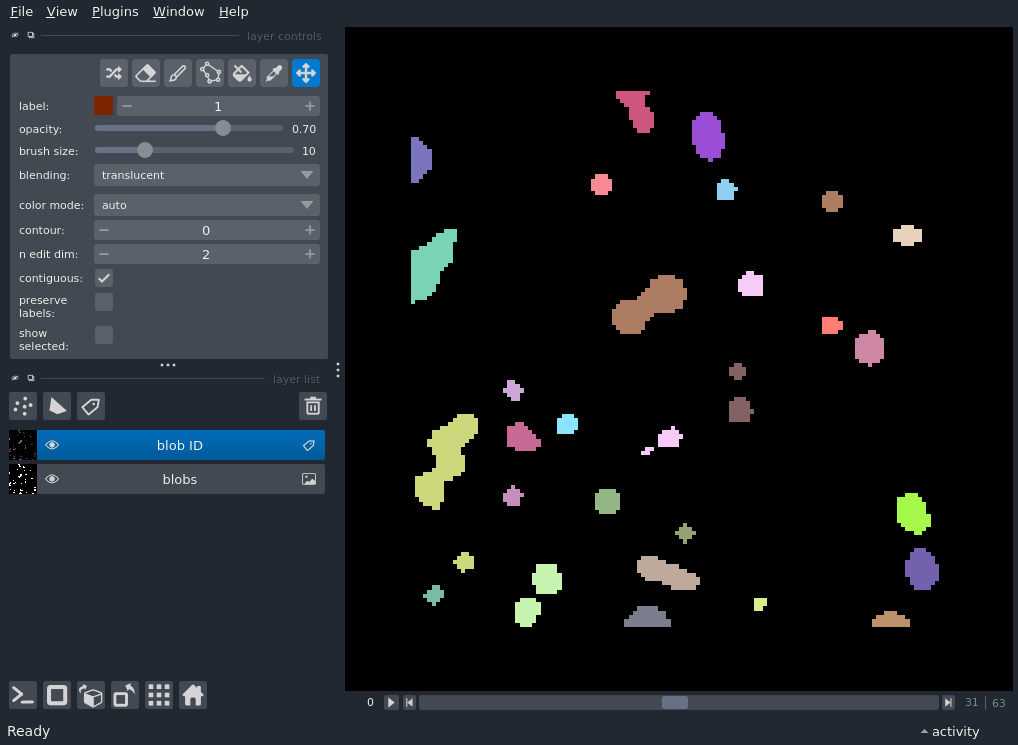 File View Plugins Window Help
layer controls
label: 1
opacity: 0.70
brush size: 10
blending: translucent
color mode: auto
contour: 0
n edit dim: 2
contiguous:
preserve
labels:
show
selected:
layer list
blob ID
blobs
0 31 | 63
Ready activity